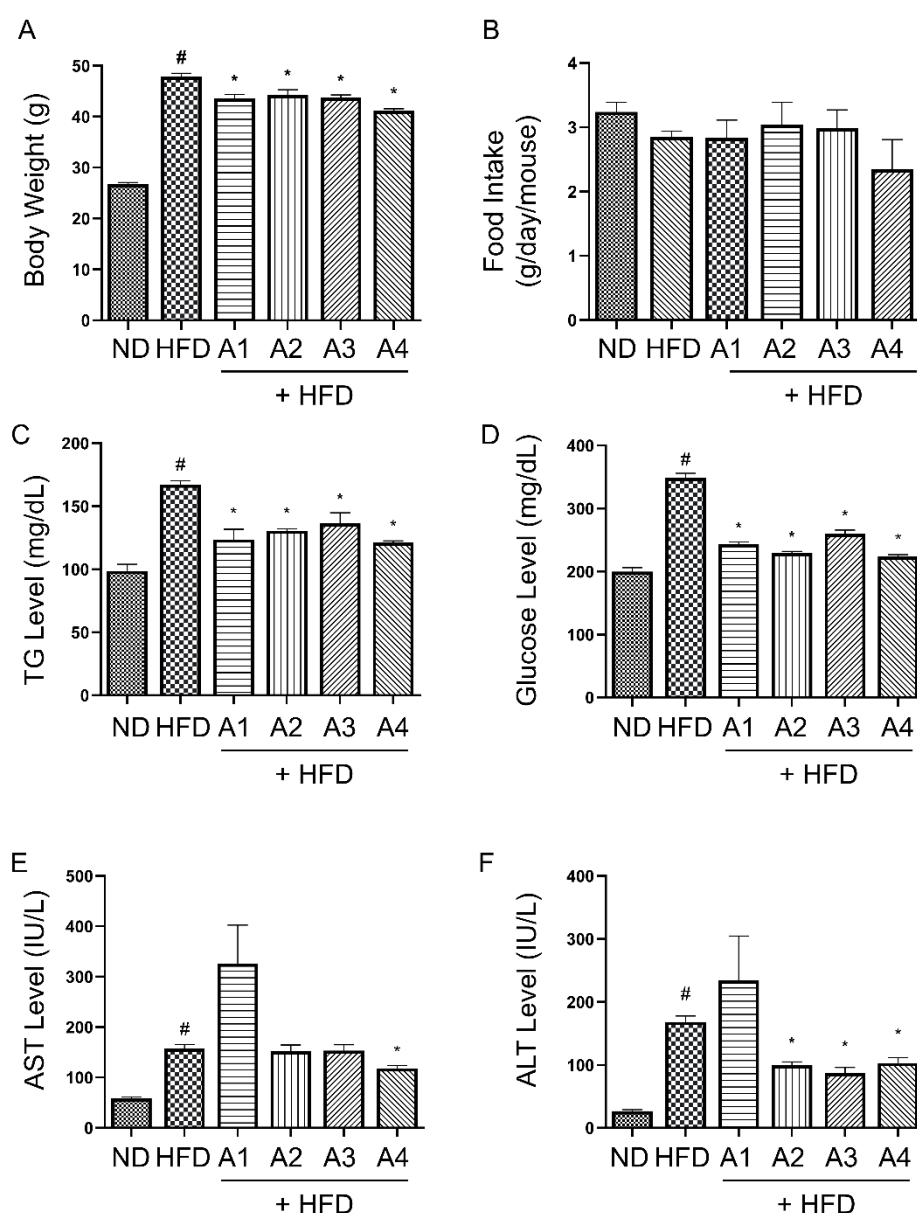 A
Body Weight (g)
50
40
30
20
10
0
#
*
*
*
*
ND HFD A1 A2 A3 A4
+ HFD
B
Food Intake
(g/day/mouse)
4
3
2
1
0
ND HFD A1 A2 A3 A4
+ HFD
C
TG Level (mg/dL)
200
150
100
50
0
#
*
*
*
*
ND HFD A1 A2 A3 A4
+ HFD
D
Glucose Level (mg/dL)
400
300
200
100
0
#
*
*
*
*
ND HFD A1 A2 A3 A4
+ HFD
E
AST Level (IU/L)
500
400
300
200
100
0
#
*
ND HFD A1 A2 A3 A4
+ HFD
F
ALT Level (IU/L)
400
300
200
100
0
#
*
*
*
ND HFD A1 A2 A3 A4
+ HFD